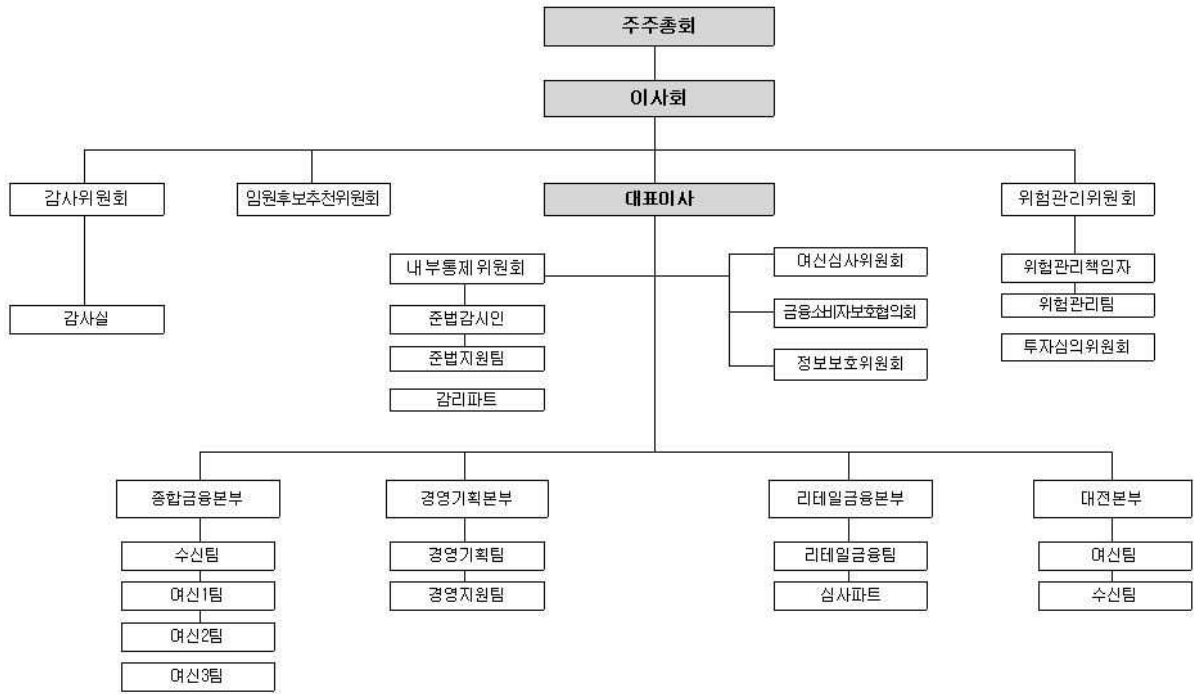 주주총회
이사회
감사위원회
임원후보추천위원회
대표이사
위험관리위원회
내부통제위원회
여신심사위원회
위험관리책임자
감사실
준법감시인
금융소비자보호협의회
위험관리팀
준법지원팀
정보보호위원회
투자심의위원회
감리파트
종합금융본부
경영기획본부
리테일금융본부
대전본부
수신팀
경영기획팀
리테일금융팀
여신팀
여신1팀
경영지원팀
심사파트
수신팀
여신2팀
여신3팀